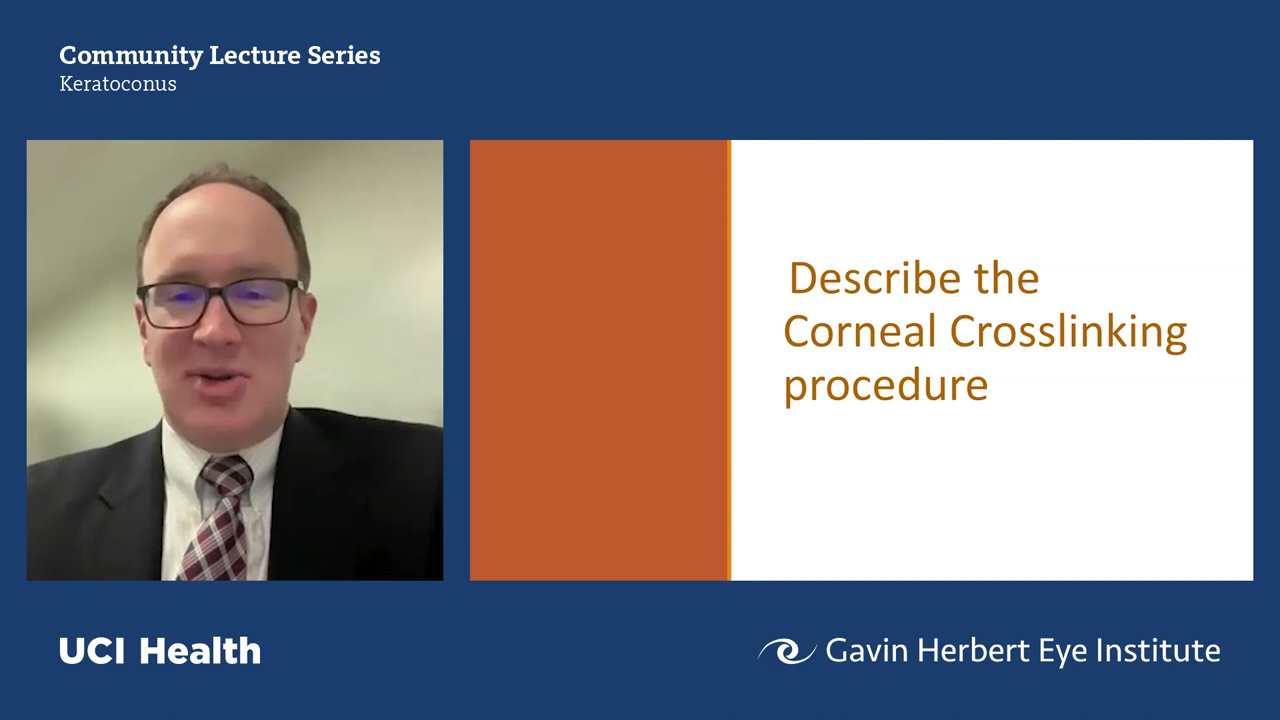 Community Lecture Series
Keratoconus
Describe the
Corneal Crosslinking
procedure
UCI Health
Gavin Herbert Eye Institute